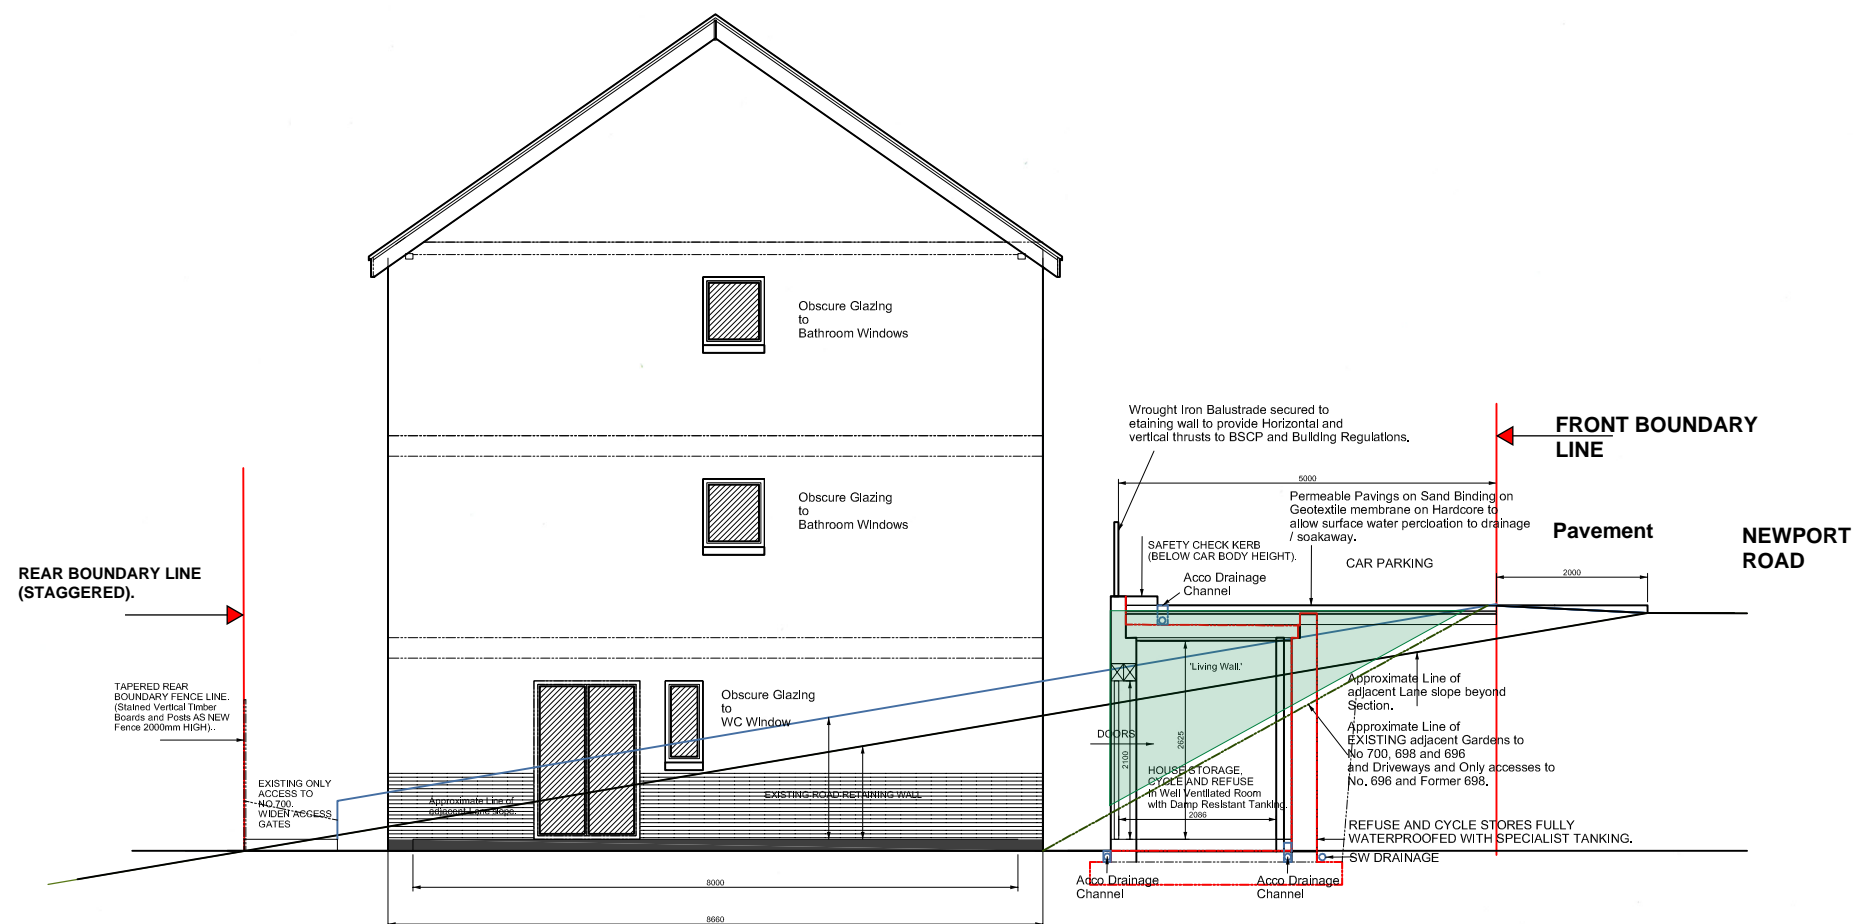 Obscure Glazing
to
Bathroom Windows
Obscure Glazing
to
Bathroom Windows
Obscure Glazing
to
WC Window
REAR BOUNDARY LINE
(STAGGERED).
TAPERED REAR
BOUNDARY FENCE LINE.
(Stained Vertical Timber
Boards and Posts AS NEW
Fence 2000mm HIGH)..
EXISTING ONLY
ACCESS TO
NO.700.
WIDEN ACCESS
GATES
Approximate Line of
adjacent Lane slope.
EXISTING ROAD RETAINING WALL
8000
8660
Wrought Iron Balustrade secured to
etaining wall to provide Horizontal and
vertical thrusts to BSCP and Building Regulations.
FRONT BOUNDARY
LINE
5000
Permeable Pavings on Sand Binding on
Geotextile membrane on Hardcore to
allow surface water percloation to drainage
/ soakaway.
Pavement
NEWPORT
ROAD
SAFETY CHECK KERB
(BELOW CAR BODY HEIGHT).
CAR PARKING
2000
Acco Drainage
Channel
'Living Wall.'
Approximate Line of
adjacent Lane slope beyond
Section.
DOORS
2100
2625
Approximate Line of
EXISTING adjacent Gardens to
No 700, 698 and 696
and Driveways and Only accesses to
No. 696 and Former 698.
HOUSE STORAGE,
CYCLE AND REFUSE
in Well Ventilated Room
with Damp Resistant Tanking.
2086
REFUSE AND CYCLE STORES FULLY
WATERPROOFED WITH SPECIALIST TANKING.
SW DRAINAGE
Acco Drainage
Channel
Acco Drainage
Channel